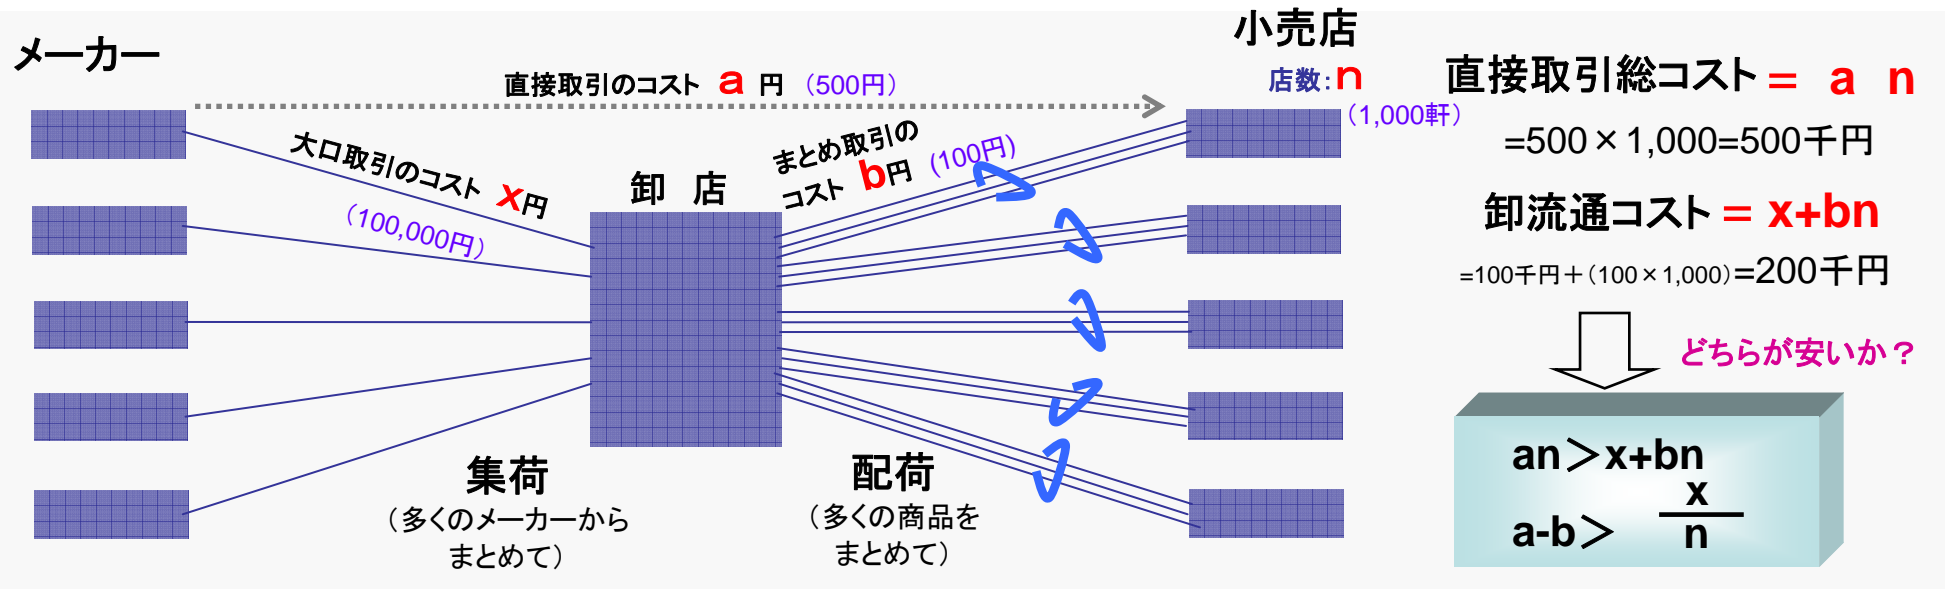 メーカー
小売店
店数:n
(1,000軒)
直接取引のコスト a 円 (500円)
大口取引のコスト x円
(100,000円)
卸 店
まとめ取引の
コスト b円 (100円)
集荷
(多くのメーカーから
まとめて)
配荷
(多くの商品を
まとめて)
直接取引総コスト = a n
=500×1,000=500千円
卸流通コスト = x+bn
=100千円+(100×1,000)=200千円
どちらが安いか?
an>x+bn
a-b> x
n